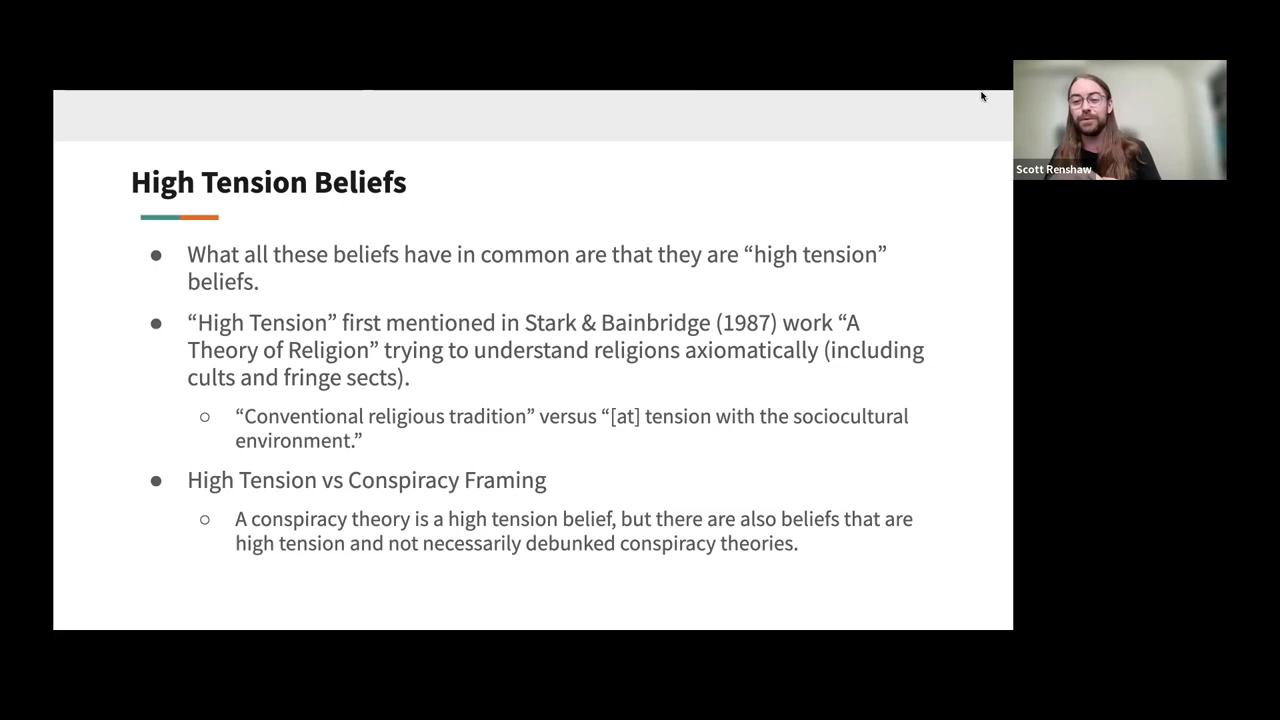 High Tension Beliefs
● What all these beliefs have in common are that they are “high tension”
beliefs.
● “High Tension” first mentioned in Stark & Bainbridge (1987) work “A
Theory of Religion” trying to understand religions axiomatically (including
cults and fringe sects).
○ “Conventional religious tradition” versus “[at] tension with the sociocultural
environment.”
● High Tension vs Conspiracy Framing
○ A conspiracy theory is a high tension belief, but there are also beliefs that are
high tension and not necessarily debunked conspiracy theories.
Scott Renshaw